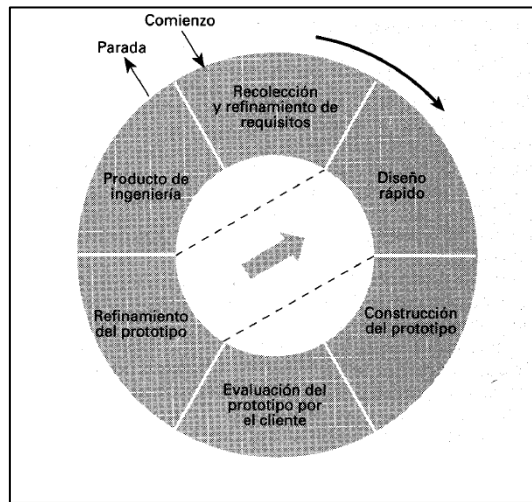 Comienzo
Parada
Recolección
y refinamiento de
requisitos
Diseño
rápido
Construcción
del prototipo
Evaluación del
prototipo por
el cliente
Refinamiento
del prototipo
Producto de
ingeniería